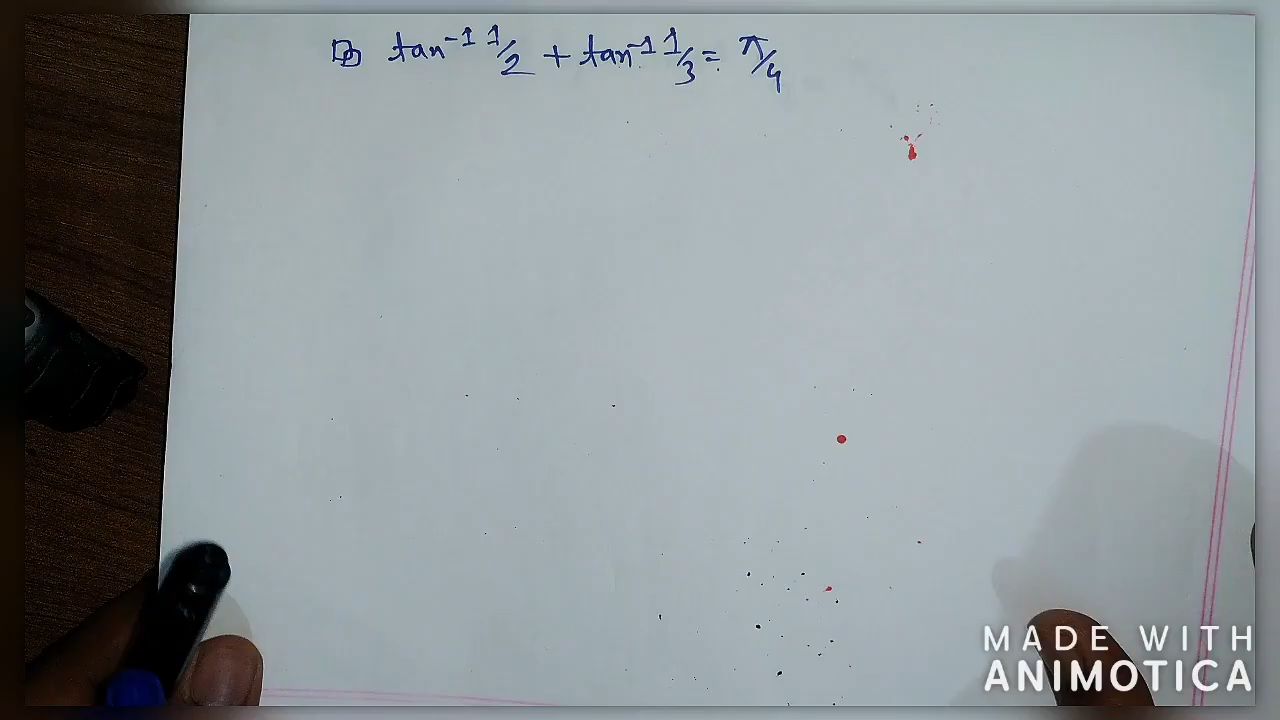 tan⁻¹ 1/2 + tan⁻¹ 1/3 = π/4
MADE WITH
ANIMOTICA